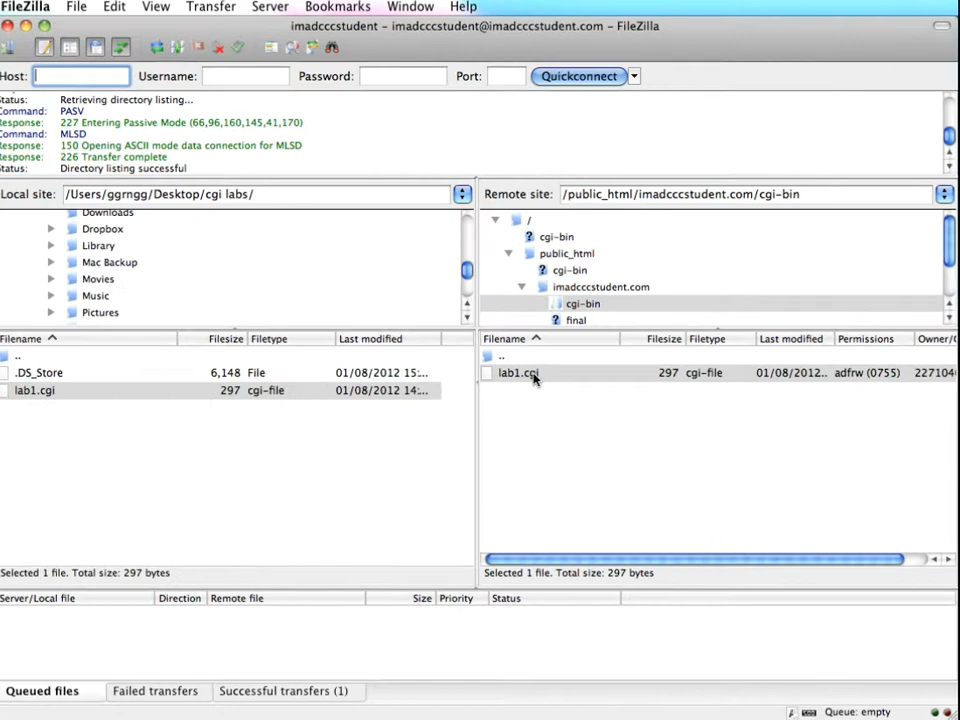 FileZilla File Edit View Transfer Server Bookmarks Window Help
imadcccstudent - imadcccstudent@imadcccstudent.com - FileZilla
Host: Username: Password: Port: Quickconnect
Status: Retrieving directory listing...
Command: PASV
Response: 227 Entering Passive Mode (66,96,160,145,41,170)
Command: MLSD
Response: 150 Opening ASCII mode data connection for MLSD
Response: 226 Transfer complete
Status: Directory listing successful
Local site: /Users/ggrngg/Desktop/cgi labs/
Remote site: /public_html/imadcccstudent.com/cgi-bin
Downloads
Dropbox
Library
Mac Backup
Movies
Music
Pictures
/
cgi-bin
public_html
cgi-bin
imadcccstudent.com
cgi-bin
final
Filename Filesize Filetype Last modified
..
.DS_Store 6,148 File 01/08/2012 15:...
lab1.cgi 297 cgi-file 01/08/2012 14:...
Selected 1 file. Total size: 297 bytes
Filename Filesize Filetype Last modified Permissions Owner/G
..
lab1.cgi 297 cgi-file 01/08/2012... adfrw (0755)
Selected 1 file. Total size: 297 bytes
Server/Local file Direction Remote file Size Priority Status
Queued files Failed transfers Successful transfers (1)
Queue: empty